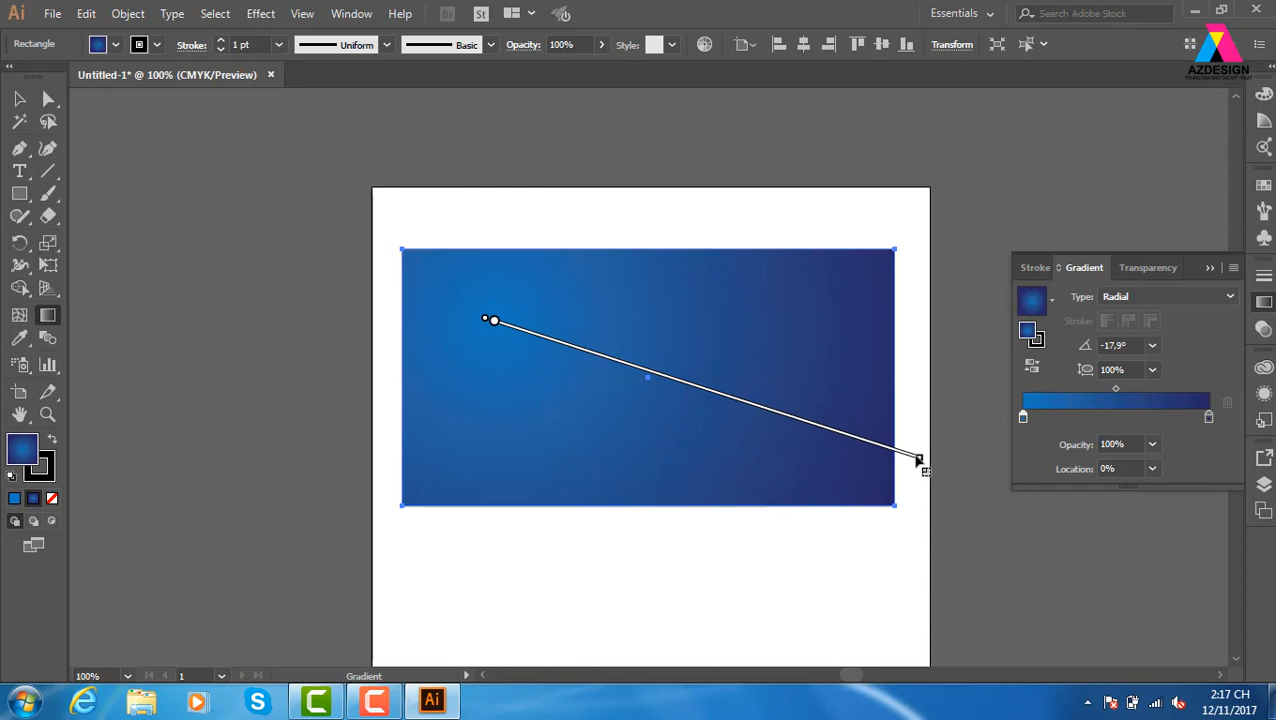 Ai File Edit Object Type Select Effect View Window Help Br St Essentials Search Adobe Stock
Rectangle Stroke: 1 pt Uniform Basic Opacity: 100% Style: Transform
AZDESIGN
Untitled-1* @ 100% (CMYK/Preview)
Stroke Gradient Transparency
Type: Radial
Stroke:
-17,9°
100%
Opacity: 100%
Location: 0%
100% 1 Gradient
Ai
2:17 CH
12/11/2017